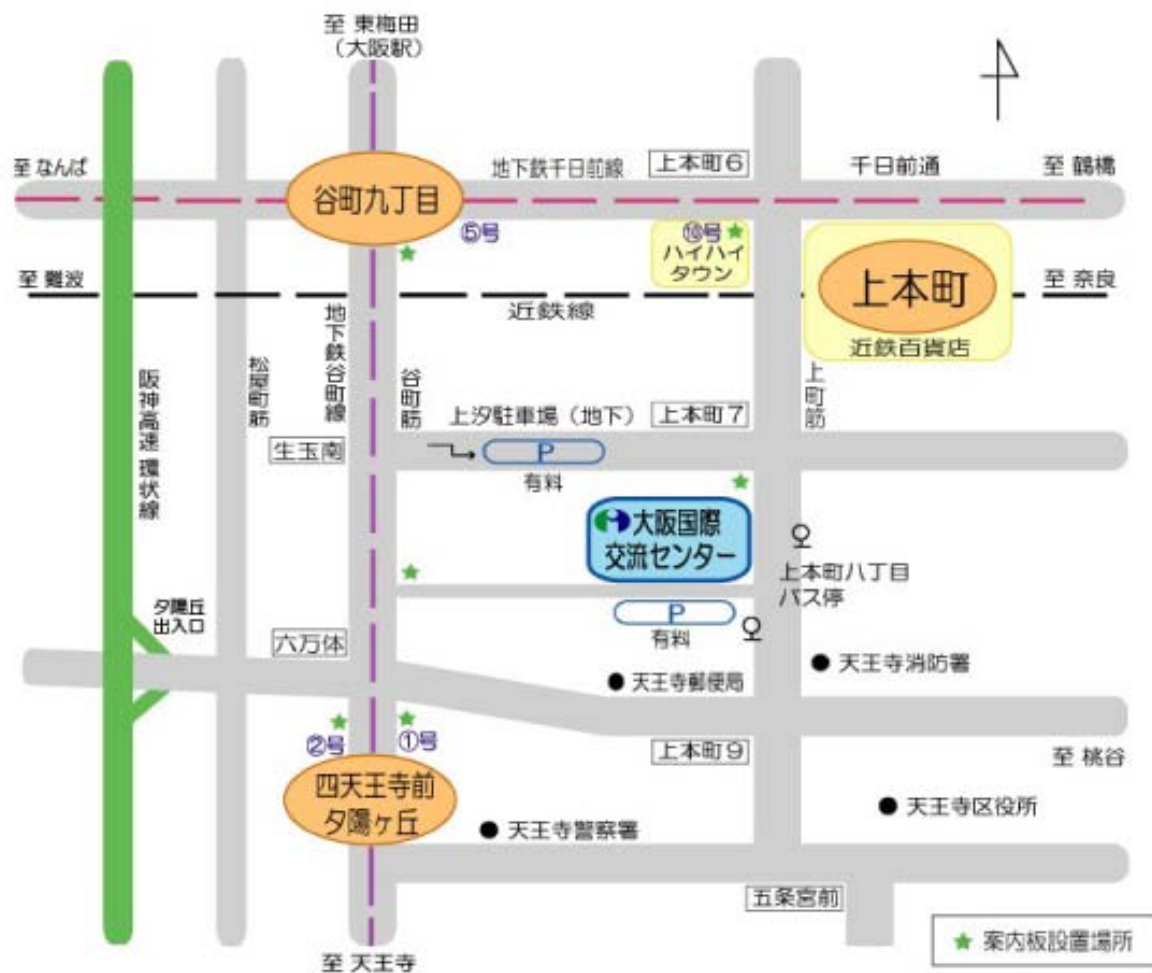 至 東梅田
(大阪駅)
至 なんば
地下鉄千日前線
上本町6
千日前通
至 鶴橋
谷町九丁目
⑤号
⑩号
ハイハイ
タウン
上本町
近鉄百貨店
至 難波
近鉄線
至 奈良
阪神高速 環状線
松屋町筋
地下鉄谷町線
谷町筋
上町筋
上汐駐車場(地下)
上本町7
生玉南
P
有料
大阪国際
交流センター
上本町八丁目
バス停
夕陽丘
出入口
P
有料
六万体
天王寺消防署
天王寺郵便局
②号
①号
上本町9
至 桃谷
四天王寺前
夕陽ヶ丘
天王寺警察署
天王寺区役所
五条宮前
至 天王寺
★ 案内板設置場所